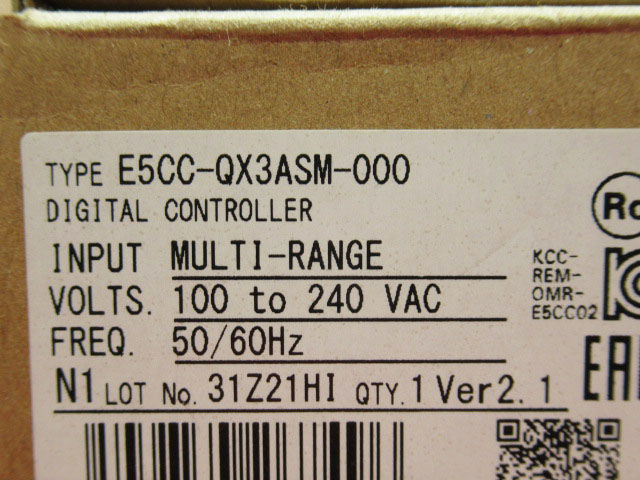 TYPE E5CC-QX3ASM-000
DIGITAL CONTROLLER
INPUT MULTI-RANGE
VOLTS. 100 to 240 VAC
FREQ. 50/60Hz
N1 LOT No. 31Z21HI QTY. 1 Ver2.1
KCC-
REM-
OMR-
E5CC02